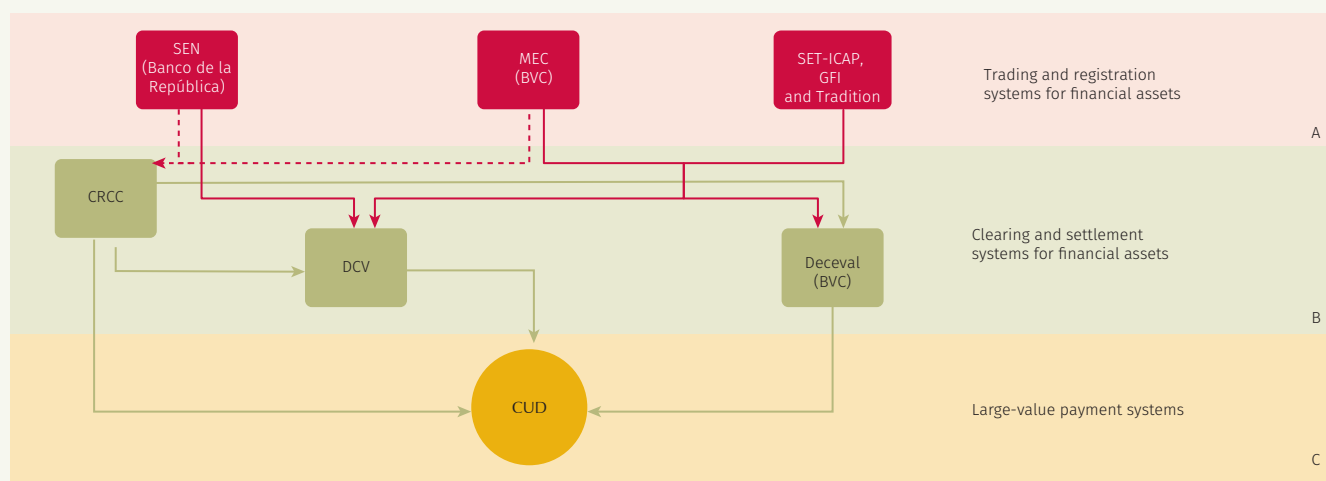 SEN
(Banco de la
República)
MEC
(BVC)
SET-ICAP,
GFI
and Tradition
Trading and registration
systems for financial assets
A
CRCC
DCV
Deceval
(BVC)
Clearing and settlement
systems for financial assets
B
CUD
Large-value payment systems
C